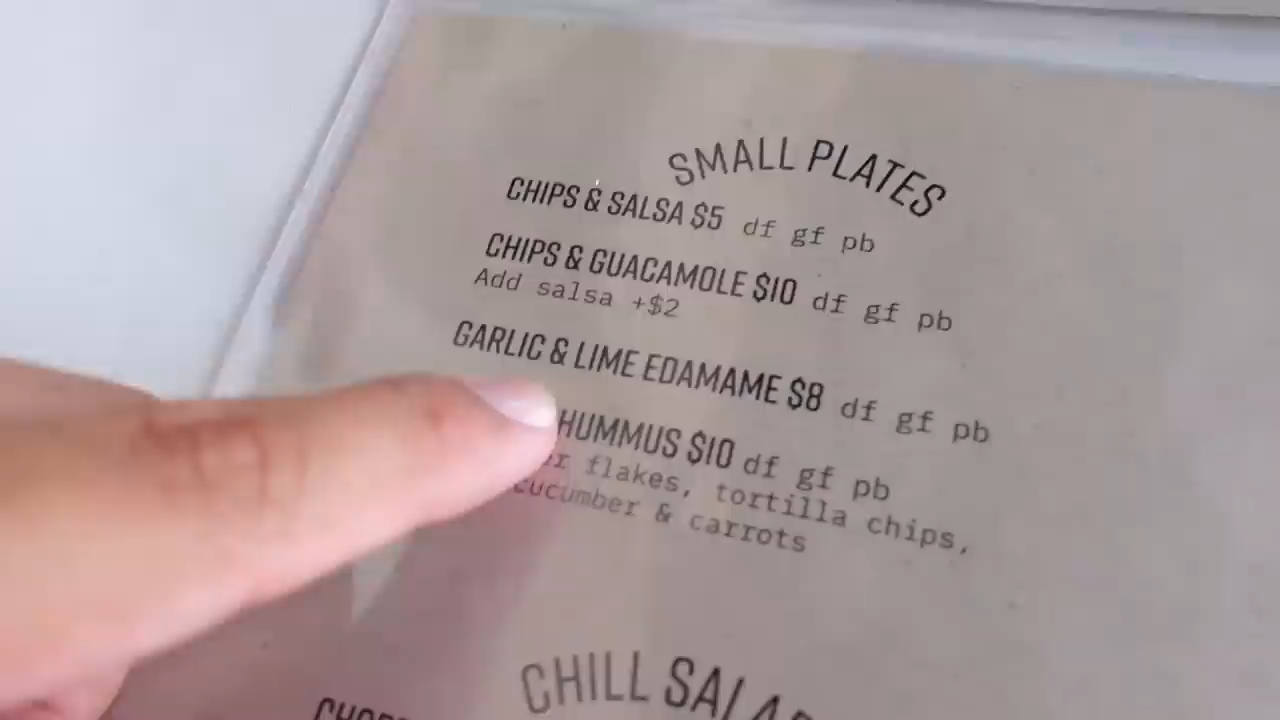 SMALL PLATES
CHIPS & SALSA $5 df gf pb
CHIPS & GUACAMOLE $10 df gf pb
Add salsa +$2
GARLIC & LIME EDAMAME $8 df gf pb
HUMMUS $10 df gf pb
flakes, tortilla chips,
cucumber & carrots
CHILL